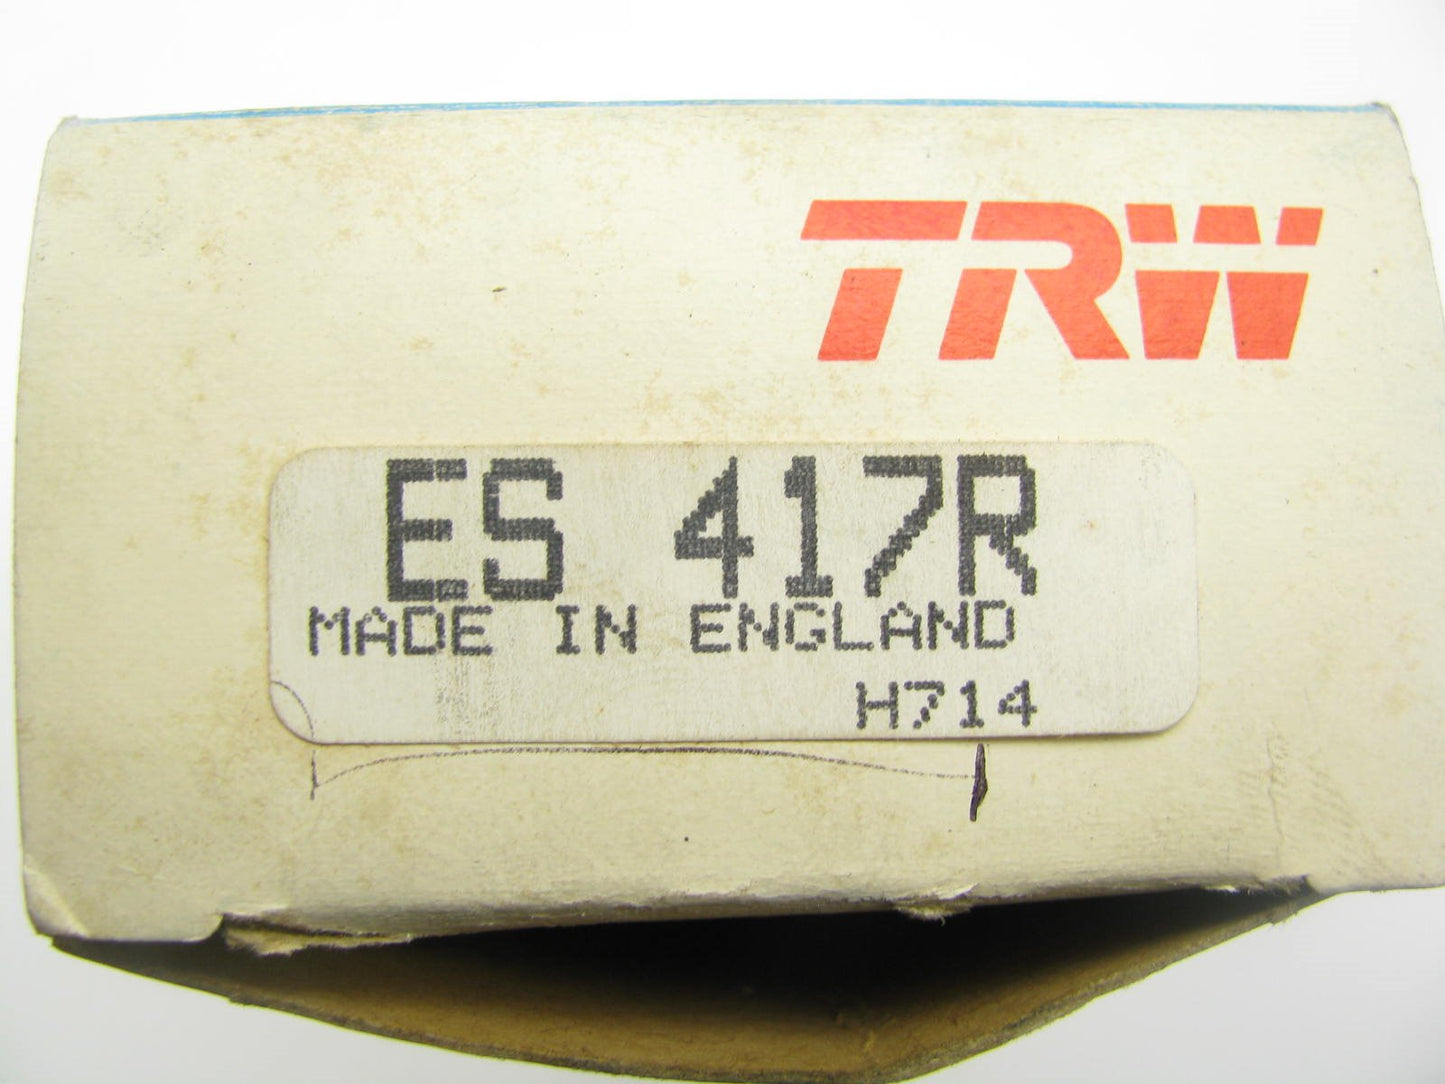 TRW
ES 417R
MADE IN ENGLAND
H714